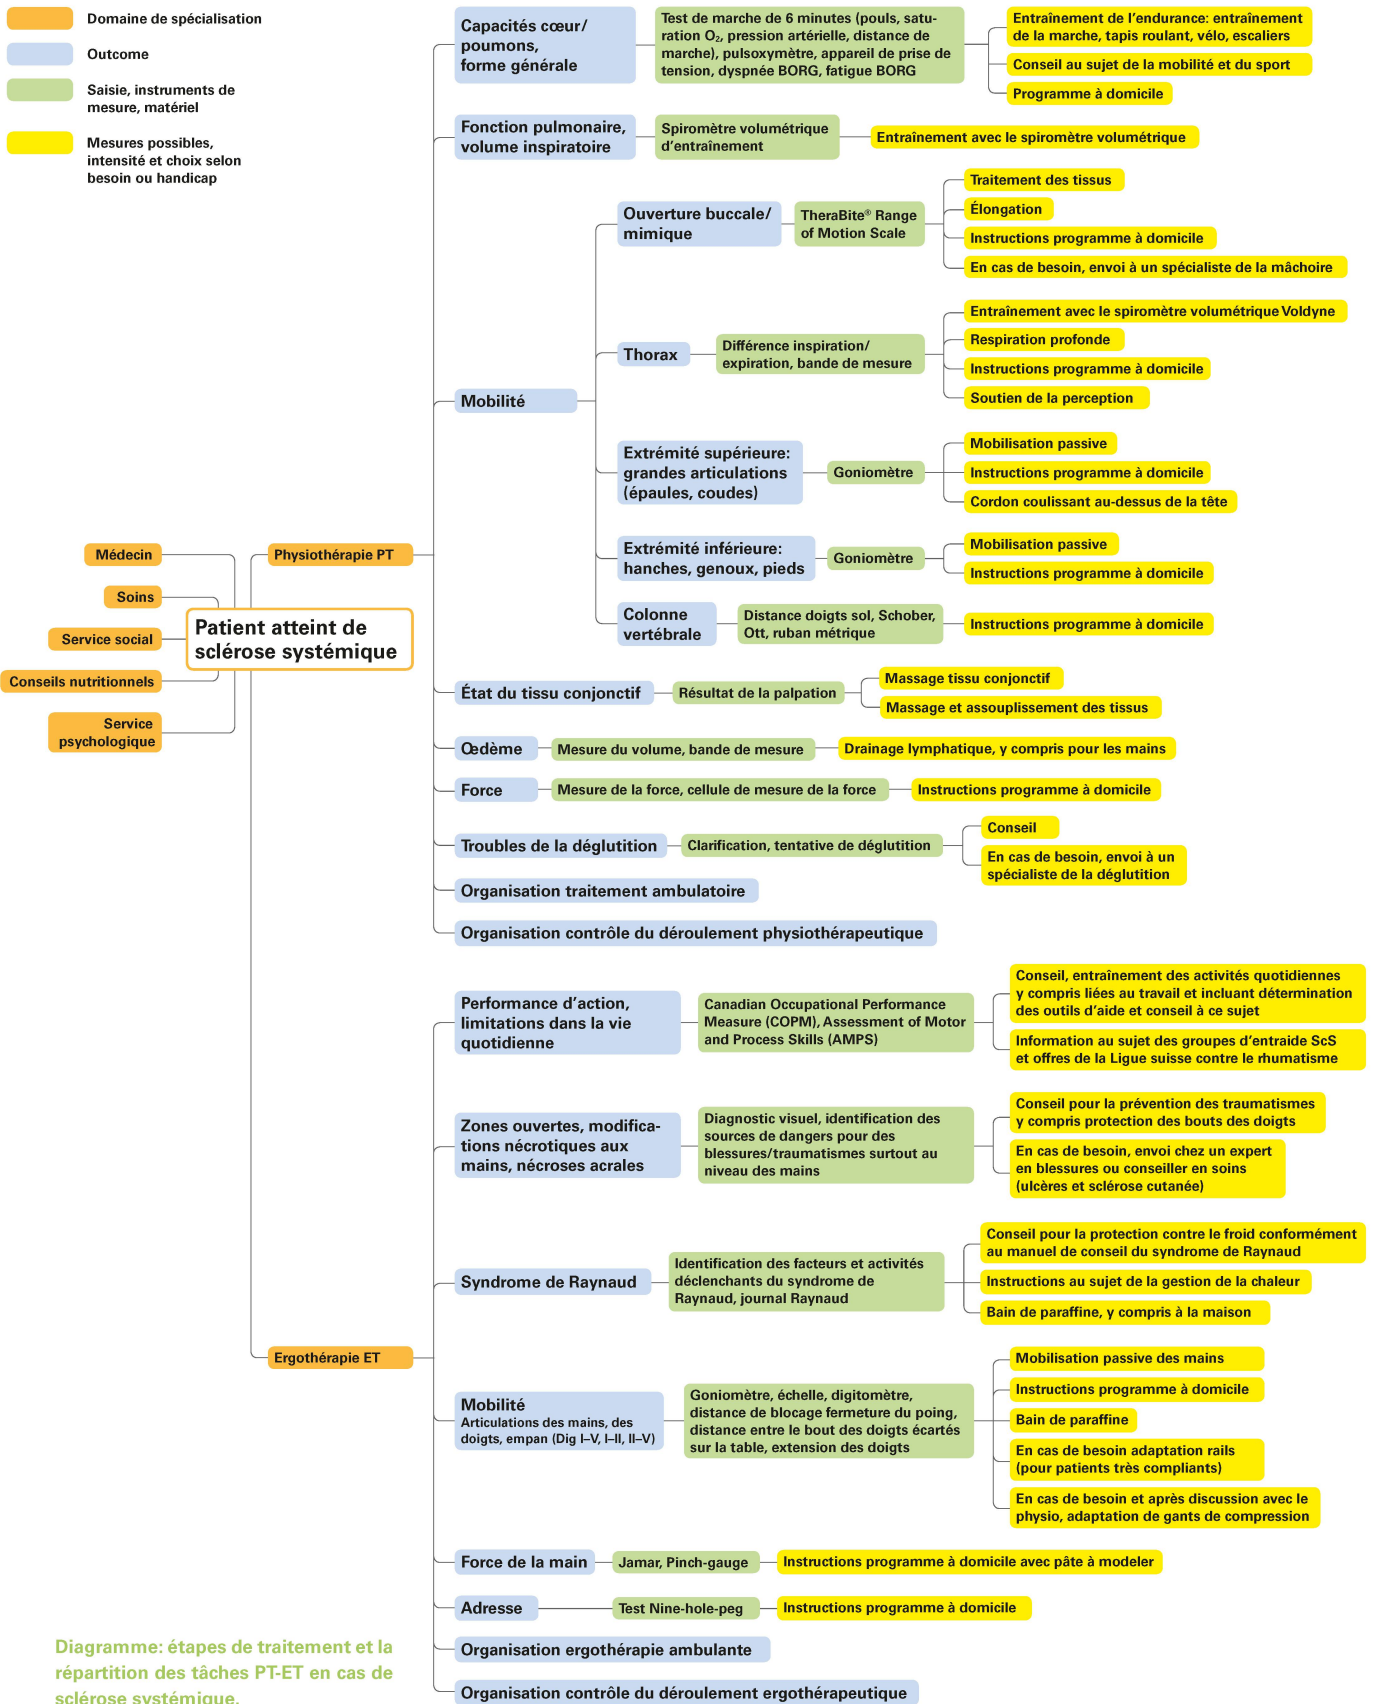 Domaine de spécialisation
Outcome
Saisie, instruments de
mesure, matériel
Mesures possibles,
intensité et choix selon
besoin ou handicap
Médecin
Soins
Service social
Conseils nutritionnels
Service
psychologique
Patient atteint de
sclérose systémique
Physiothérapie PT
Capacités cœur/
poumons,
forme générale
Test de marche de 6 minutes (pouls, satu-
ration O₂, pression artérielle, distance de
marche), pulsoxymètre, appareil de prise de
tension, dyspnée BORG, fatigue BORG
Entraînement de l’endurance: entraînement
de la marche, tapis roulant, vélo, escaliers
Conseil au sujet de la mobilité et du sport
Programme à domicile
Fonction pulmonaire,
volume inspiratoire
Spiromètre volumétrique
d’entraînement
Entraînement avec le spiromètre volumétrique
Mobilité
Ouverture buccale/
mimique
TheraBite® Range
of Motion Scale
Traitement des tissus
Élongation
Instructions programme à domicile
En cas de besoin, envoi à un spécialiste de la mâchoire
Thorax
Différence inspiration/
expiration, bande de mesure
Entraînement avec le spiromètre volumétrique Voldyne
Respiration profonde
Instructions programme à domicile
Soutien de la perception
Extrémité supérieure:
grandes articulations
(épaules, coudes)
Goniomètre
Mobilisation passive
Instructions programme à domicile
Cordon coulissant au-dessus de la tête
Extrémité inférieure:
hanches, genoux, pieds
Goniomètre
Mobilisation passive
Instructions programme à domicile
Colonne
vertébrale
Distance doigts sol, Schober,
Ott, ruban métrique
Instructions programme à domicile
État du tissu conjonctif
Résultat de la palpation
Massage tissu conjonctif
Massage et assouplissement des tissus
Œdème
Mesure du volume, bande de mesure
Drainage lymphatique, y compris pour les mains
Force
Mesure de la force, cellule de mesure de la force
Instructions programme à domicile
Troubles de la déglutition
Clarification, tentative de déglutition
Conseil
En cas de besoin, envoi à un
spécialiste de la déglutition
Organisation traitement ambulatoire
Organisation contrôle du déroulement physiothérapeutique
Ergothérapie ET
Performance d’action,
limitations dans la vie
quotidienne
Canadian Occupational Performance
Measure (COPM), Assessment of Motor
and Process Skills (AMPS)
Conseil, entraînement des activités quotidiennes
y compris liées au travail et incluant détermination
des outils d’aide et conseil à ce sujet
Information au sujet des groupes d’entraide ScS
et offres de la Ligue suisse contre le rhumatisme
Zones ouvertes, modifica-
tions nécrotiques aux
mains, nécroses acrales
Diagnostic visuel, identification des
sources de dangers pour des
blessures/traumatismes surtout au
niveau des mains
Conseil pour la prévention des traumatismes
y compris protection des bouts des doigts
En cas de besoin, envoi chez un expert
en blessures ou conseiller en soins
(ulcères et sclérose cutanée)
Syndrome de Raynaud
Identification des facteurs et activités
déclenchants du syndrome de
Raynaud, journal Raynaud
Conseil pour la protection contre le froid conformément
au manuel de conseil du syndrome de Raynaud
Instructions au sujet de la gestion de la chaleur
Bain de paraffine, y compris à la maison
Mobilité
Articulations des mains, des
doigts, empan (Dig I–V, I–II, II–V)
Goniomètre, échelle, digitomètre,
distance de blocage fermeture du poing,
distance entre le bout des doigts écartés
sur la table, extension des doigts
Mobilisation passive des mains
Instructions programme à domicile
Bain de paraffine
En cas de besoin adaptation rails
(pour patients très compliants)
En cas de besoin et après discussion avec le
physio, adaptation de gants de compression
Force de la main
Jamar, Pinch-gauge
Instructions programme à domicile avec pâte à modeler
Adresse
Test Nine-hole-peg
Instructions programme à domicile
Organisation ergothérapie ambulante
Organisation contrôle du déroulement ergothérapeutique
Diagramme: étapes de traitement et la
répartition des tâches PT-ET en cas de
sclérose systémique.